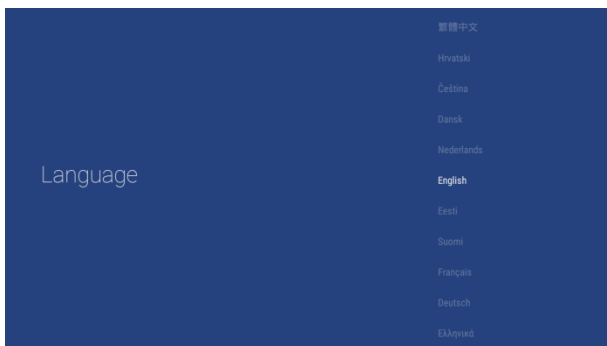 Language
繁體中文
Hrvatski
Čeština
Dansk
Nederlands
English
Eesti
Suomi
Français
Deutsch
Ελληνικά